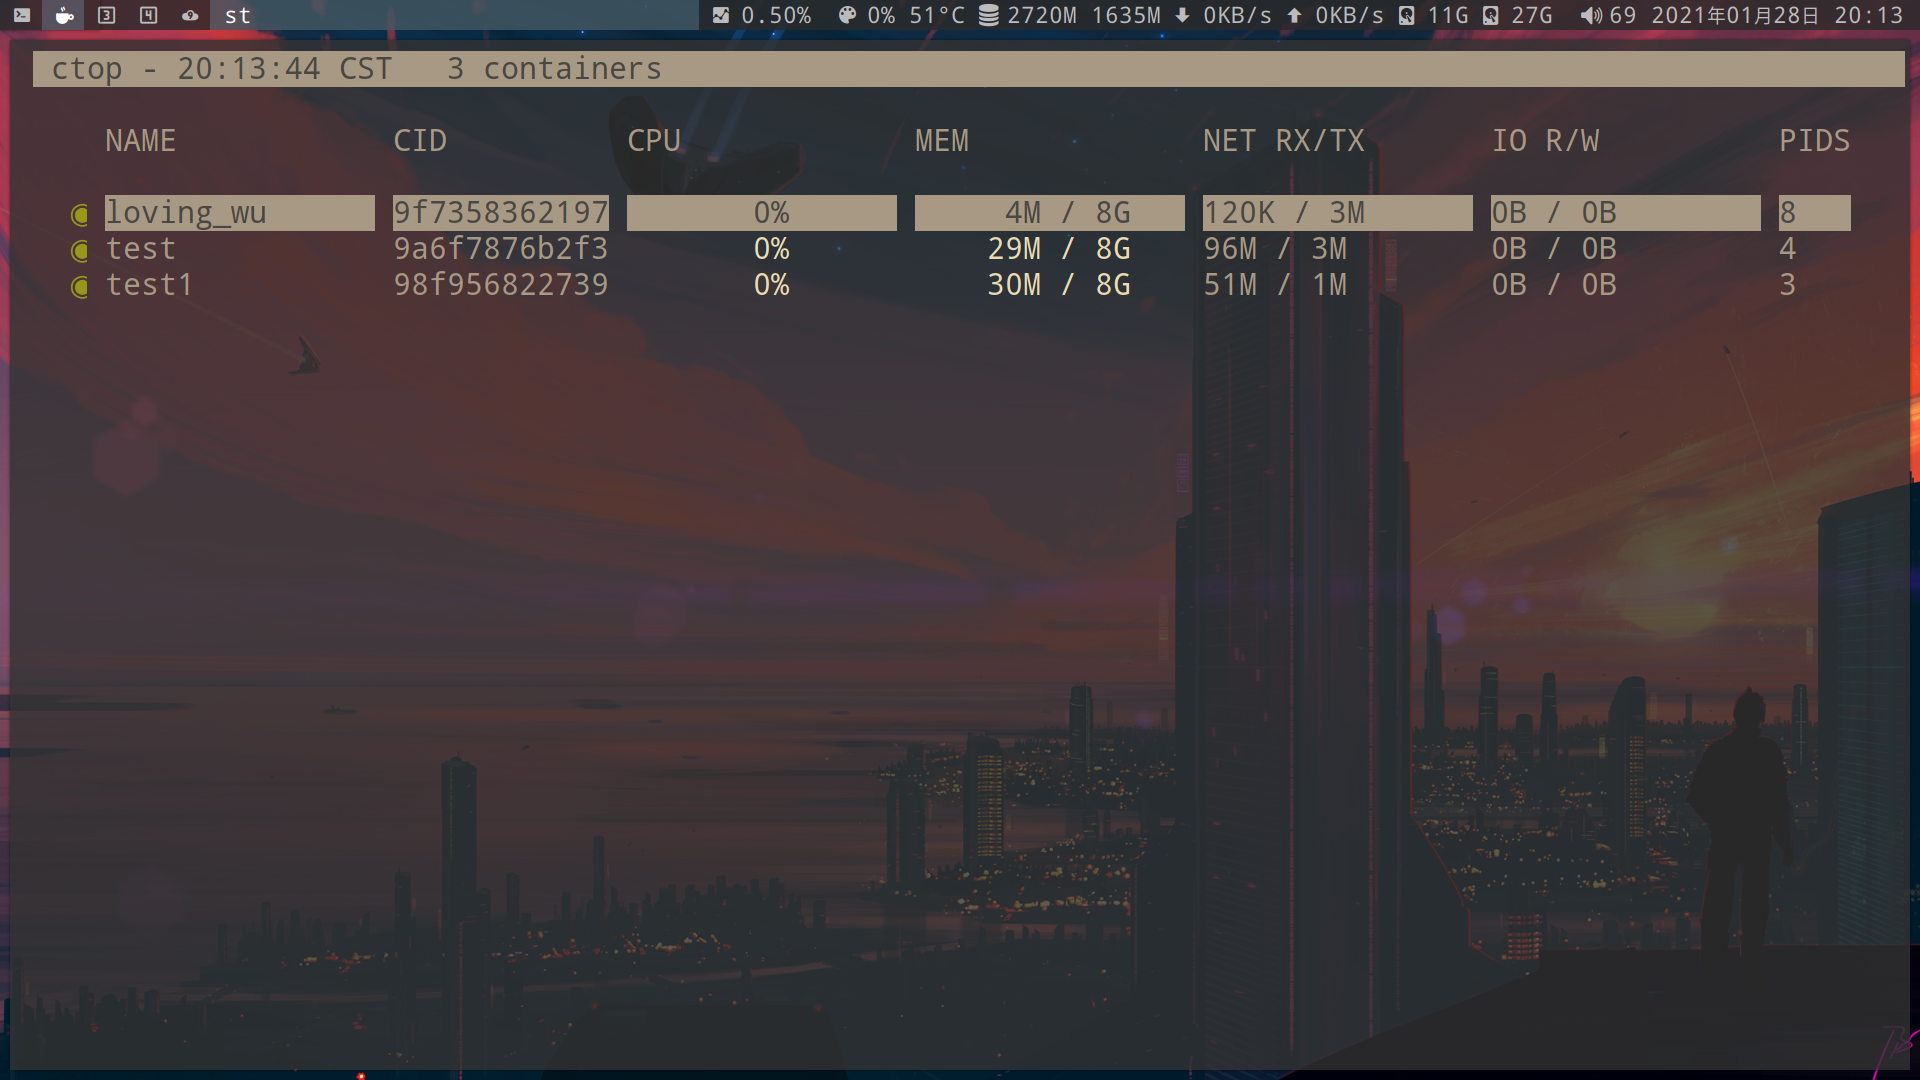 3 4 st 0.50% 0% 51°C 2720M 1635M 0KB/s 0KB/s 11G 27G 69 2021年01月28日 20:13
ctop - 20:13:44 CST 3 containers
NAME CID CPU MEM NET RX/TX IO R/W PIDS
loving_wu 9f7358362197 0% 4M / 8G 120K / 3M 0B / 0B 8
test 9a6f7876b2f3 0% 29M / 8G 96M / 3M 0B / 0B 4
test1 98f956822739 0% 30M / 8G 51M / 1M 0B / 0B 3